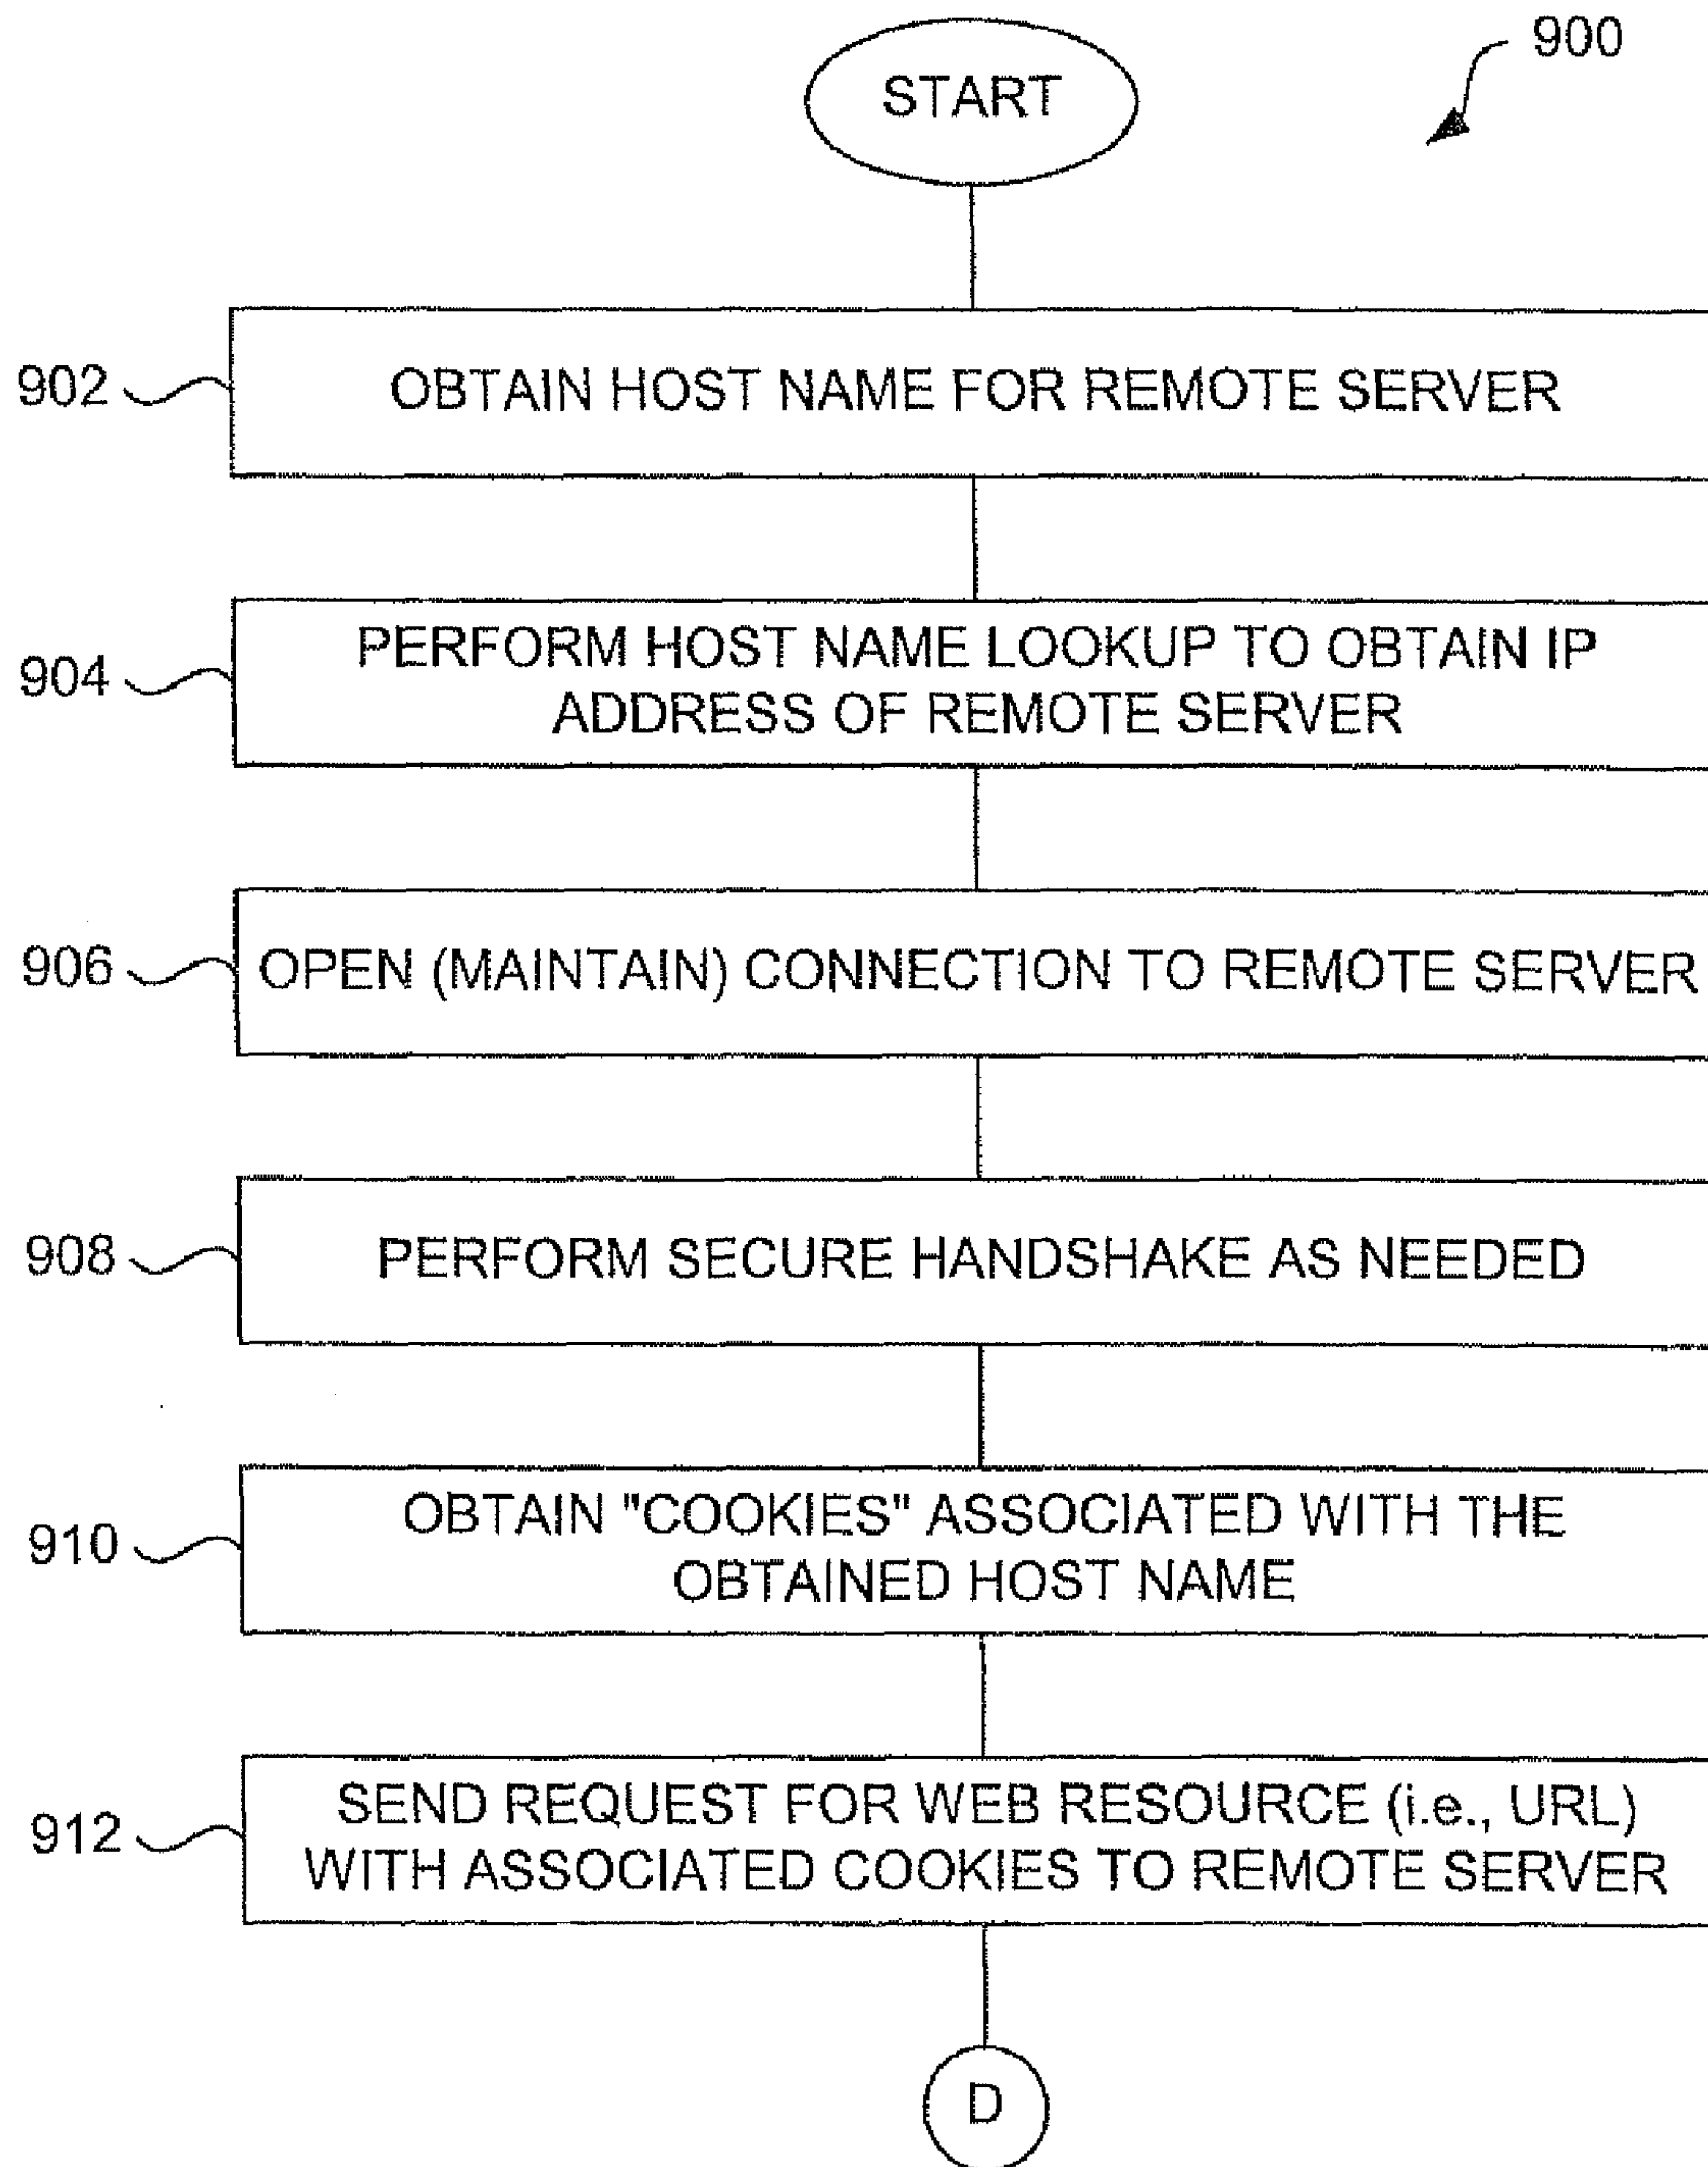 START
900
902
OBTAIN HOST NAME FOR REMOTE SERVER
904
PERFORM HOST NAME LOOKUP TO OBTAIN IP
ADDRESS OF REMOTE SERVER
906
OPEN (MAINTAIN) CONNECTION TO REMOTE SERVER
908
PERFORM SECURE HANDSHAKE AS NEEDED
910
OBTAIN "COOKIES" ASSOCIATED WITH THE
OBTAINED HOST NAME
912
SEND REQUEST FOR WEB RESOURCE (i.e., URL)
WITH ASSOCIATED COOKIES TO REMOTE SERVER
D